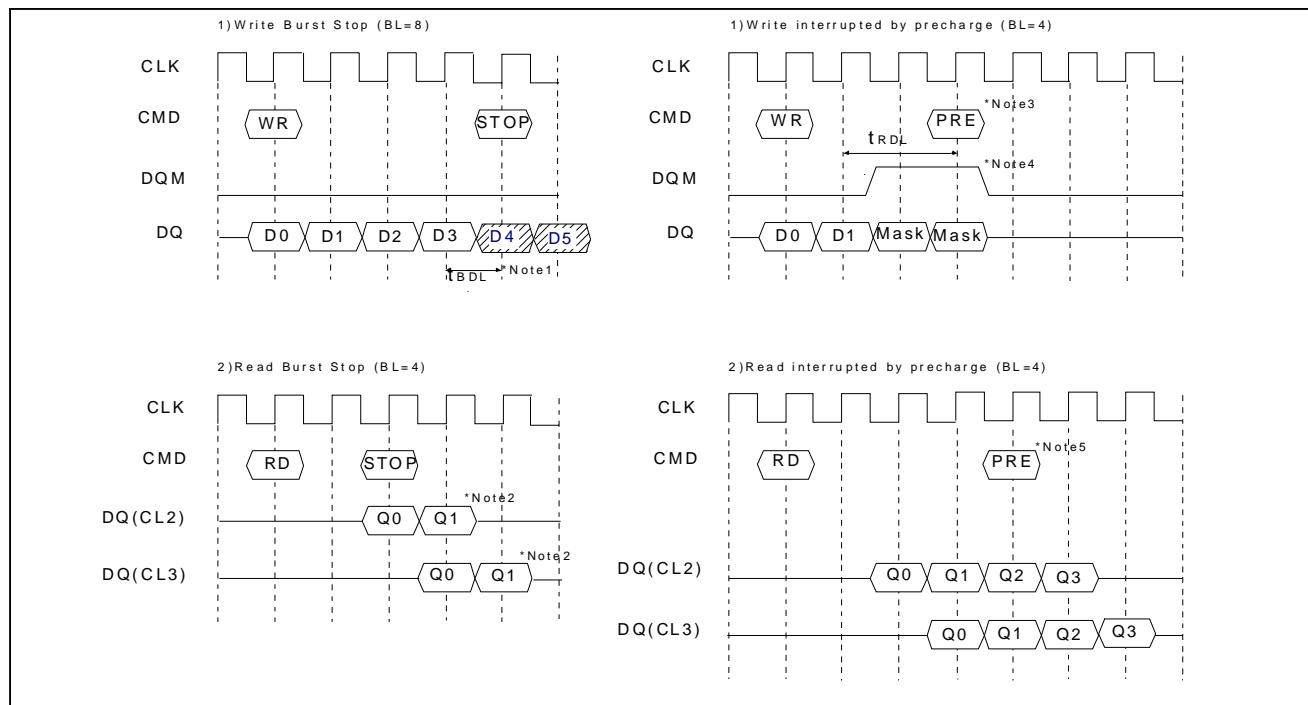 1)Write Burst Stop (BL=8)
CLK
CMD WR STOP
DQM
DQ D0 D1 D2 D3 D4 D5
tBDL *Note1
1)Write interrupted by precharge (BL=4)
CLK
CMD WR PRE *Note3
tRDL
DQM *Note4
DQ D0 D1 Mask Mask
2)Read Burst Stop (BL=4)
CLK
CMD RD STOP
DQ(CL2) Q0 Q1 *Note2
DQ(CL3) Q0 Q1 *Note2
2)Read interrupted by precharge (BL=4)
CLK
CMD RD PRE *Note5
DQ(CL2) Q0 Q1 Q2 Q3
DQ(CL3) Q0 Q1 Q2 Q3